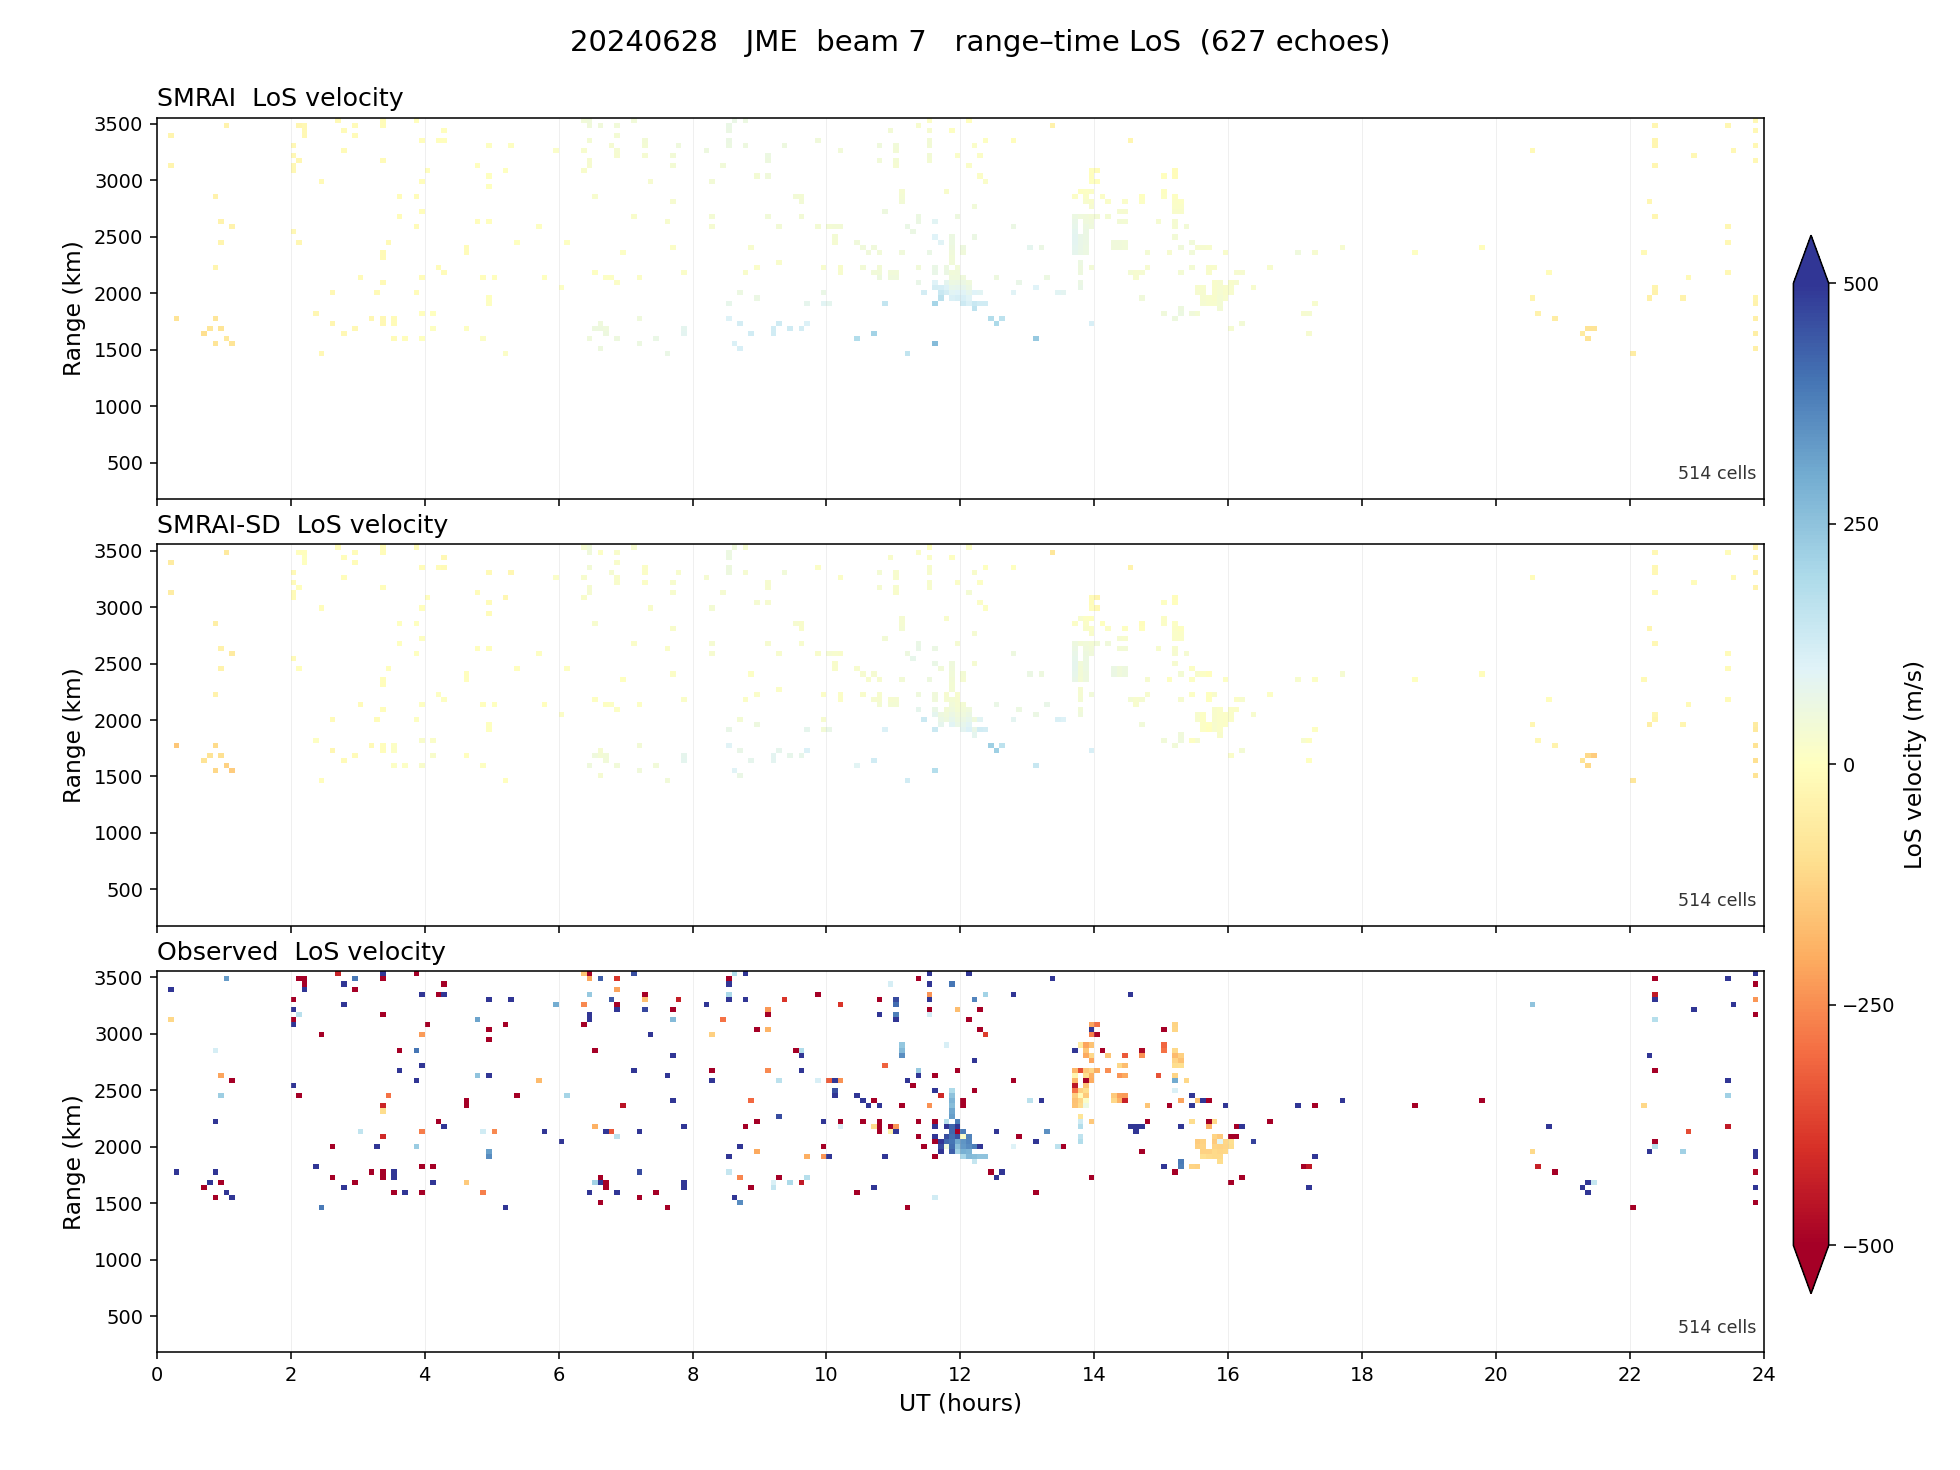 20240628   JME  beam 7   range–time LoS  (627 echoes)
SMRAI  LoS velocity
3500
3000
2500
2000
1500
1000
500
Range (km)
514 cells
SMRAI-SD  LoS velocity
3500
3000
2500
2000
1500
1000
500
Range (km)
514 cells
Observed  LoS velocity
3500
3000
2500
2000
1500
1000
500
Range (km)
514 cells
0 2 4 6 8 10 12 14 16 18 20 22 24
UT (hours)
500
250
0
−250
−500
LoS velocity (m/s)